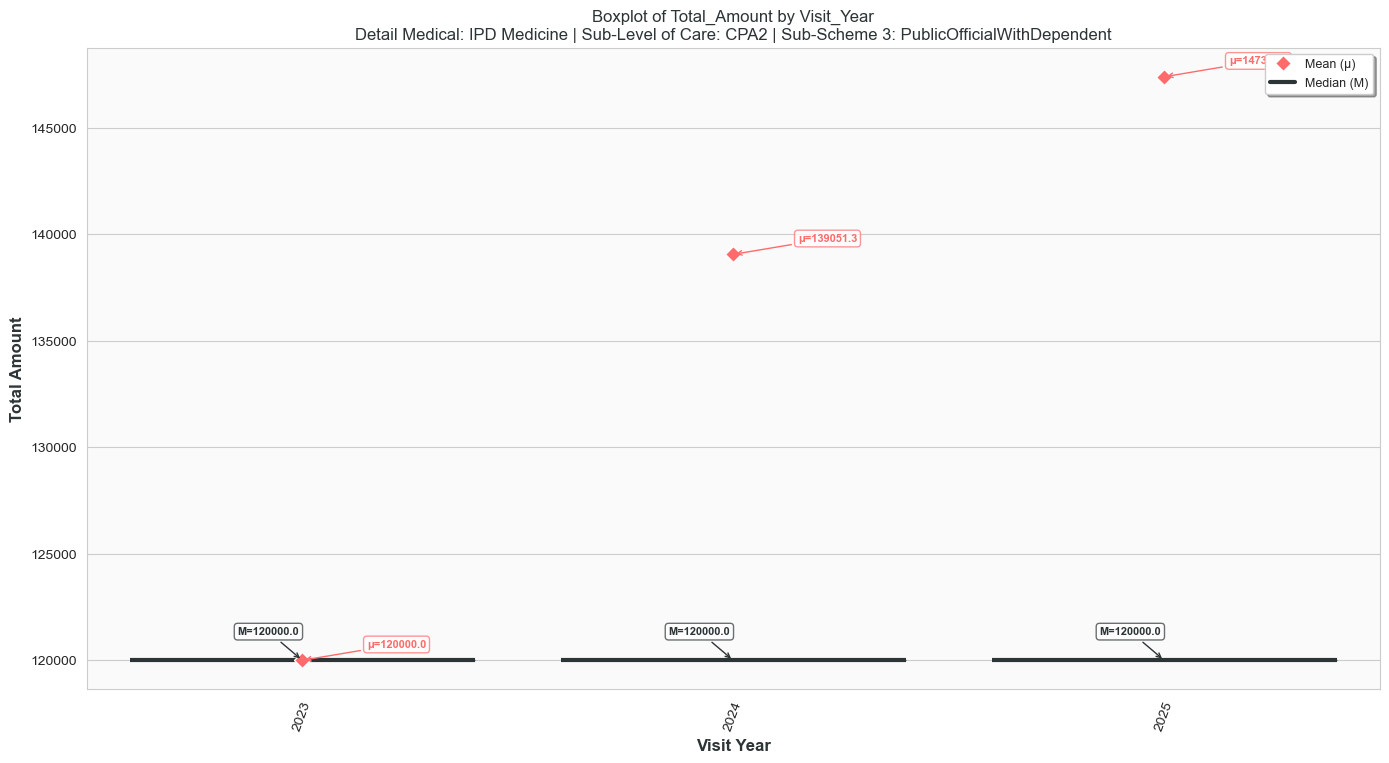 Boxplot of Total_Amount by Visit_Year
Detail Medical: IPD Medicine | Sub-Level of Care: CPA2 | Sub-Scheme 3: PublicOfficialWithDependent
Mean (μ)
Median (M)
145000
140000
135000
130000
125000
120000
Total Amount
μ=139051.3
M=120000.0
μ=120000.0
M=120000.0
M=120000.0
2023
2024
2025
Visit Year